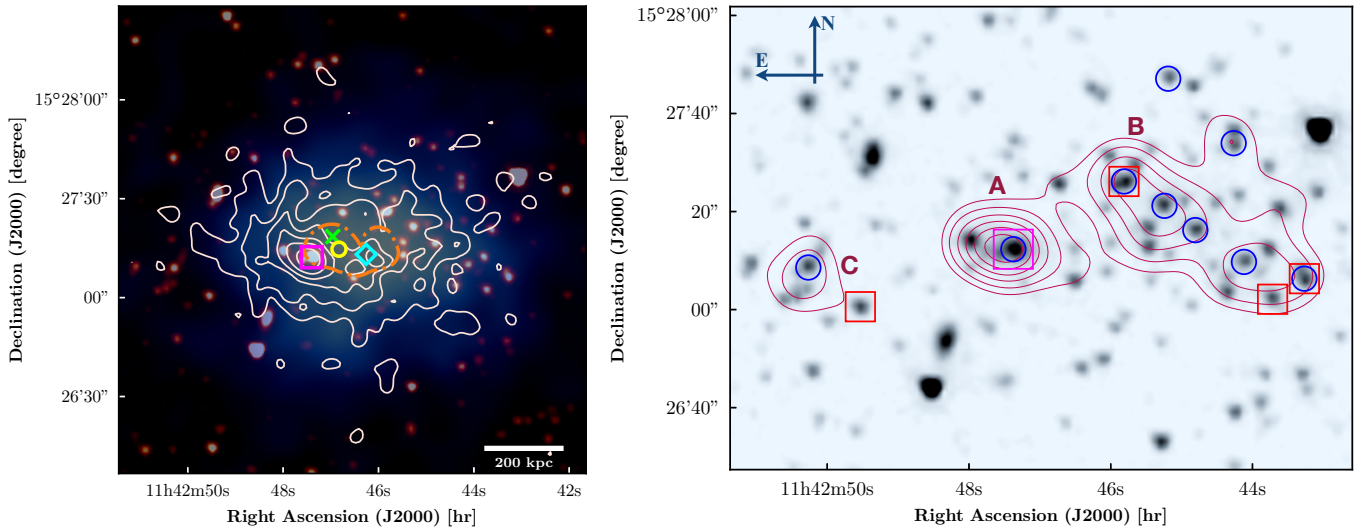 Declination (J2000) [degree]
15°28′00″
27′30″
00″
26′30″
200 kpc
11h42m50s
48s
46s
44s
42s
Right Ascension (J2000) [hr]
Declination (J2000) [degree]
15°28′00″
27′40″
20″
00″
26′40″
N
E
A
B
C
11h42m50s
48s
46s
44s
Right Ascension (J2000) [hr]